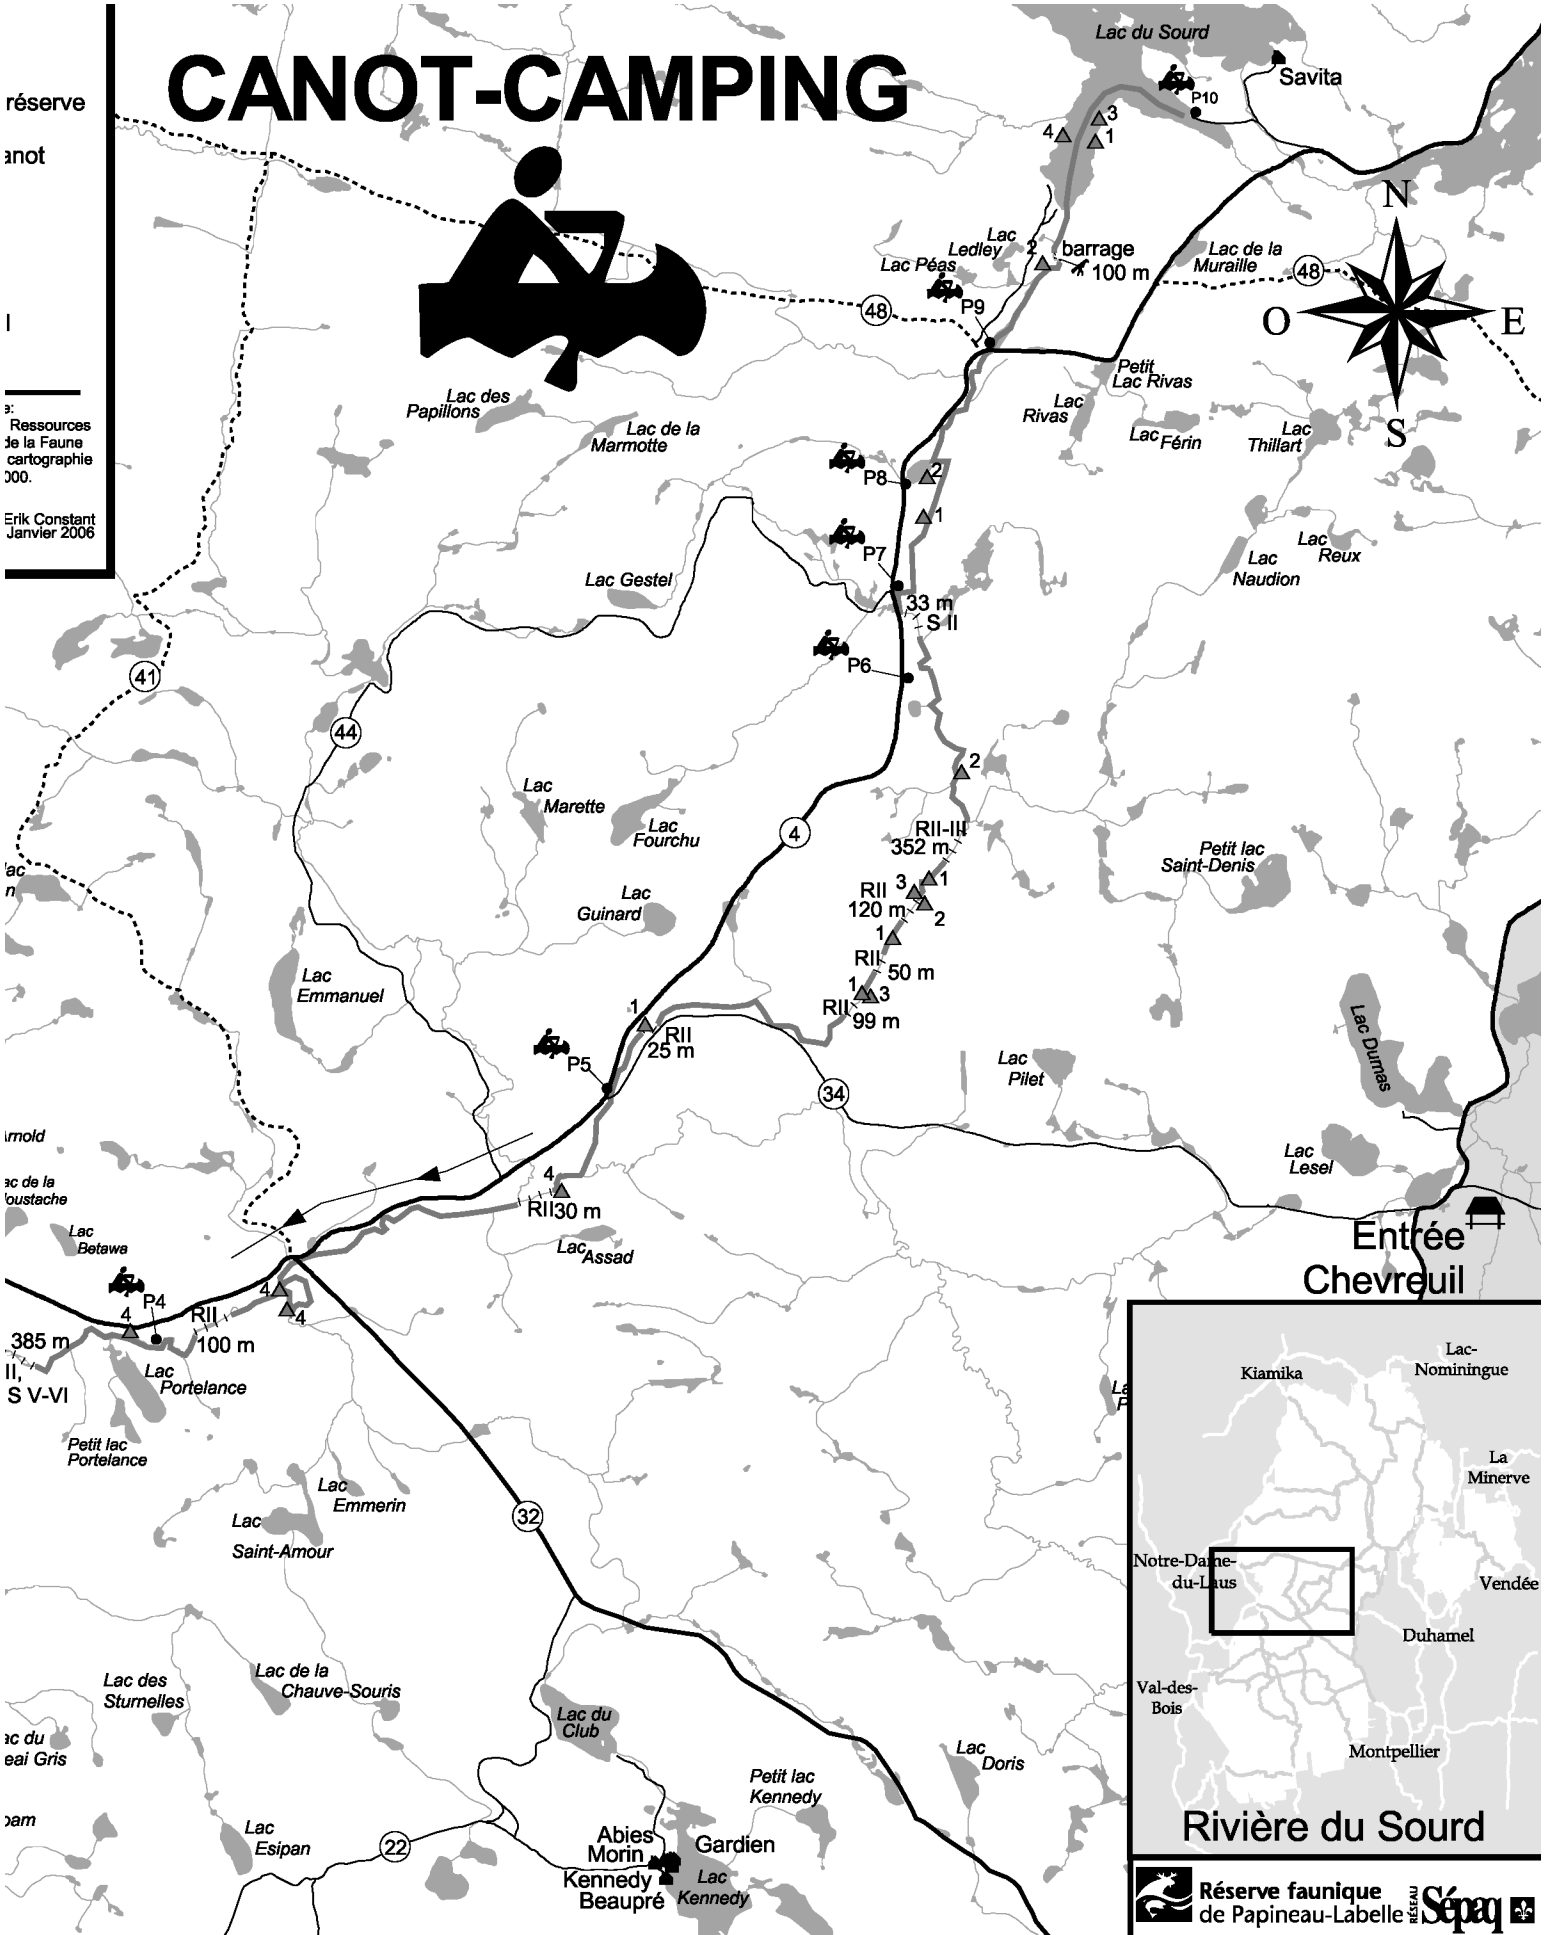 CANOT-CAMPING
réserve
Ressources
de la Faune
cartographie
000.
Erik Constant
Janvier 2006
Lac du Sourd
Savita
P10
3
4
1
N
O
E
S
Lac
Ledley
Lac Péas
2
barrage
100 m
Lac de la
Muraille
48
48
P9
Petit
Lac Rivas
Lac
Rivas
Lac
Férin
Lac
Thillart
Lac des
Papillons
Lac de la
Marmotte
P8
2
1
P7
Lac
Reux
Lac
Naudion
Lac Gestel
33 m
S II
P6
41
44
2
Lac
Marette
Lac
Fourchu
4
RII-III
352 m
Petit lac
Saint-Denis
3
1
RII
120 m
2
Lac
Guinard
1
RII
50 m
Lac
Emmanuel
1
3
RII
99 m
1
RII
25 m
Lac Dumas
P5
Lac
Pilet
34
Lac
Lesel
4
RII
30 m
Lac
Assad
Lac
Betawa
Entrée
Chevreuil
P4
4
4
4
RII
100 m
385 m
II,
S V-VI
Lac
Portelance
Petit lac
Portelance
Lac
Emmerin
Lac
Saint-Amour
32
Lac des
Sturnelles
Lac de la
Chauve-Souris
Lac du
Club
Lac
Doris
Petit lac
Kennedy
Lac
Esipan
22
Abies
Morin
Kennedy
Beaupré
Gardien
Lac
Kennedy
Kiamika
Lac-
Nominingue
La
Minerve
Notre-Dame-
du-Laus
Vendée
Duhamel
Val-des-
Bois
Montpellier
Rivière du Sourd
Réserve faunique
de Papineau-Labelle
RÉSEAU
Sépaq